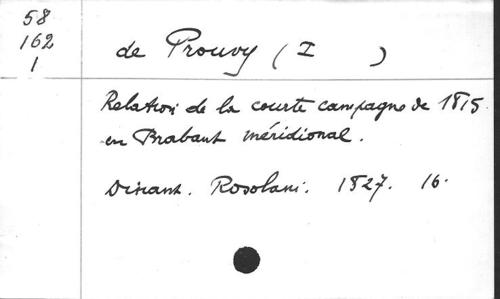 58
162
1
de Prouvy (I )
Relation de la courte campagne de 1815
en Brabant méridional.
Dinant. Rosolani. 1827. 16.